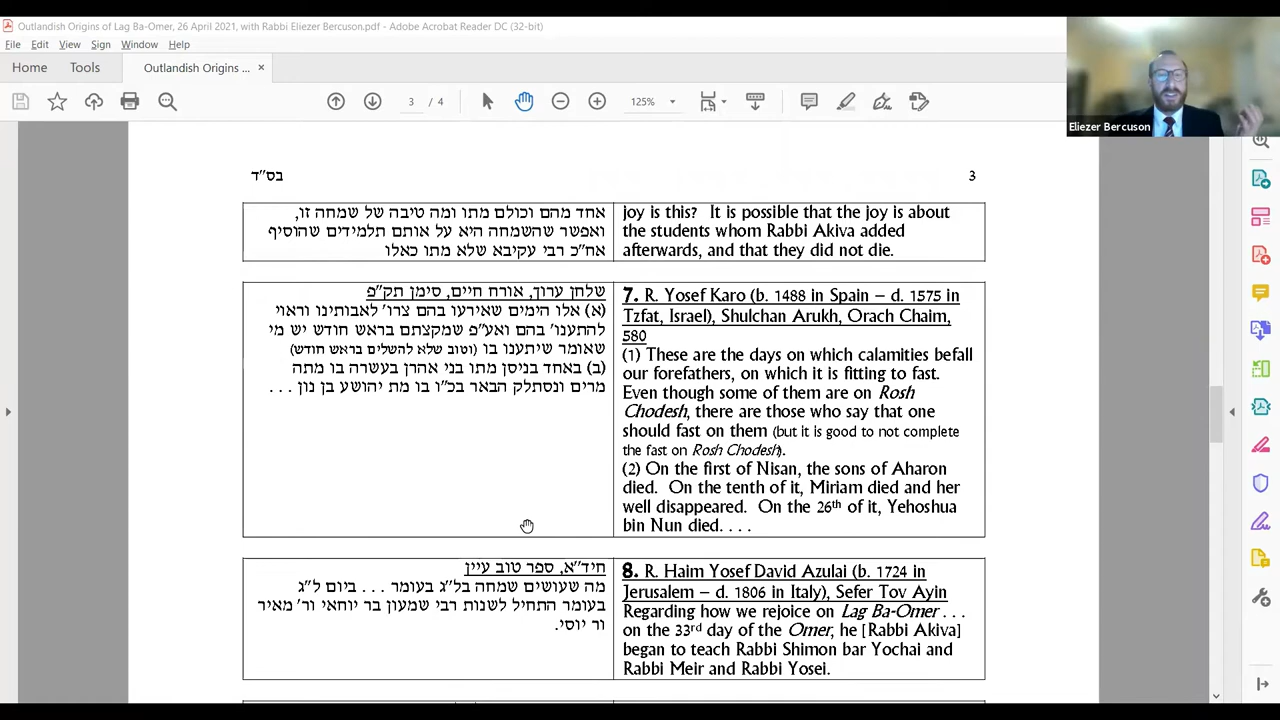 Outlandish Origins of Lag Ba-Omer, 26 April 2021, with Rabbi Eliezer Bercuson.pdf - Adobe Acrobat Reader DC (32-bit)
File Edit View Sign Window Help
Home Tools Outlandish Origins ... ×
3 / 4 125%
Eliezer Bercuson
בס"ד
3
אחד מהם וכולם מתו ומה טיבה של שמחה זו,
ואפשר שהשמחה היא על אותם תלמידים שהוסיף
אח"כ רבי עקיבא שלא מתו כאלו
joy is this? It is possible that the joy is about
the students whom Rabbi Akiva added
afterwards, and that they did not die.
שלחן ערוך, אורח חיים, סימן תק"פ
(א) אלו הימים שאירעו בהם צרו' לאבותינו וראוי
להתענו' בהם ואע"פ שמקצתם בראש חודש יש מי
שאומר שיתענו בו (וטוב שלא להשלים בראש חודש)
(ב) באחד בניסן מתו בני אהרן בעשרה בו מתה
מרים ונסתלק הבאר בכ"ו בו מת יהושע בן נון . . .
7. R. Yosef Karo (b. 1488 in Spain – d. 1575 in
Tzfat, Israel), Shulchan Arukh, Orach Chaim,
580
(1) These are the days on which calamities befall
our forefathers, on which it is fitting to fast.
Even though some of them are on Rosh
Chodesh, there are those who say that one
should fast on them (but it is good to not complete
the fast on Rosh Chodesh).
(2) On the first of Nisan, the sons of Aharon
died. On the tenth of it, Miriam died and her
well disappeared. On the 26th of it, Yehoshua
bin Nun died. . . .
חיד"א, ספר טוב עיין
מה שעושים שמחה בל"ג בעומר . . . ביום ל"ג
בעומר התחיל לשנות רבי שמעון בר יוחאי ור' מאיר
ור יוסי.
8. R. Haim Yosef David Azulai (b. 1724 in
Jerusalem – d. 1806 in Italy), Sefer Tov Ayin
Regarding how we rejoice on Lag Ba-Omer . . .
on the 33rd day of the Omer, he [Rabbi Akiva]
began to teach Rabbi Shimon bar Yochai and
Rabbi Meir and Rabbi Yosei.